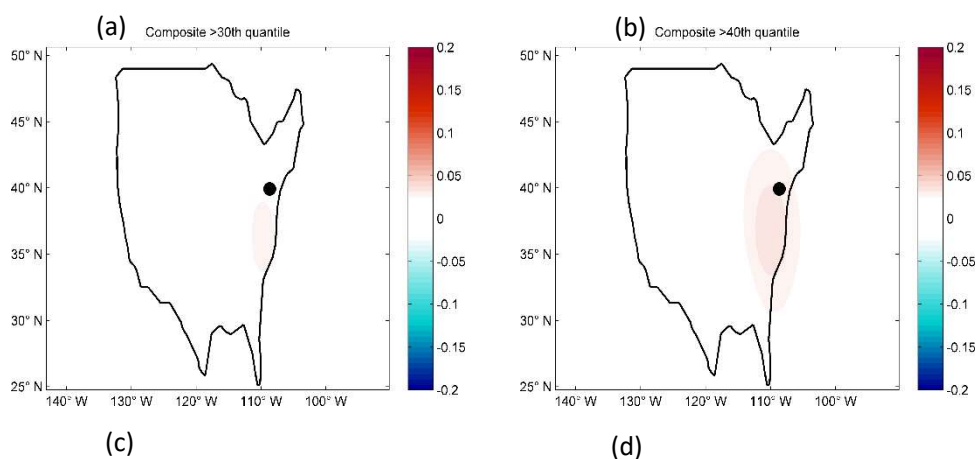 (a)
(b)
Composite >30th quantile
Composite >40th quantile
50° N
45° N
40° N
35° N
30° N
25° N
140° W
130° W
120° W
110° W
100° W
0.2
0.15
0.1
0.05
0
-0.05
-0.1
-0.15
-0.2
50° N
45° N
40° N
35° N
30° N
25° N
140° W
130° W
120° W
110° W
100° W
0.2
0.15
0.1
0.05
0
-0.05
-0.1
-0.15
-0.2
(c)
(d)